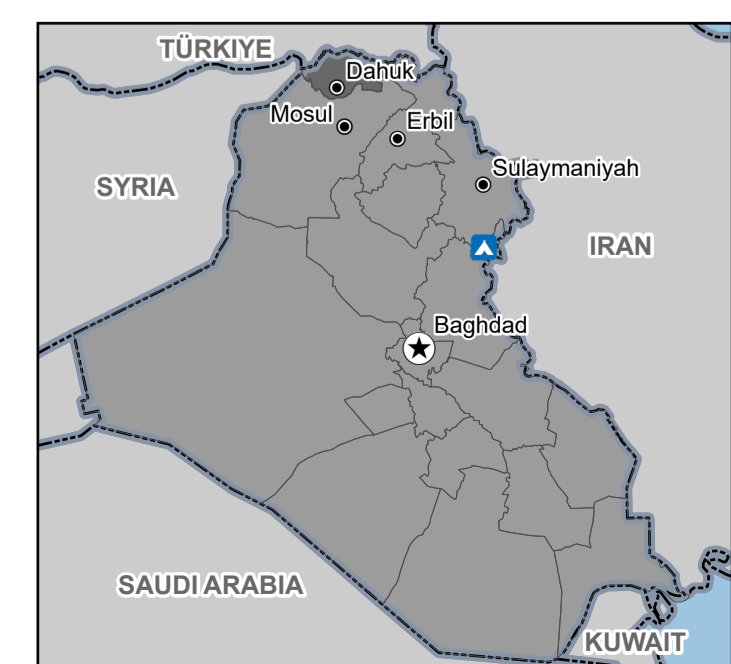 TÜRKIYE
Dahuk
Mosul
Erbil
Sulaymaniyah
SYRIA
IRAN
Baghdad
SAUDI ARABIA
KUWAIT